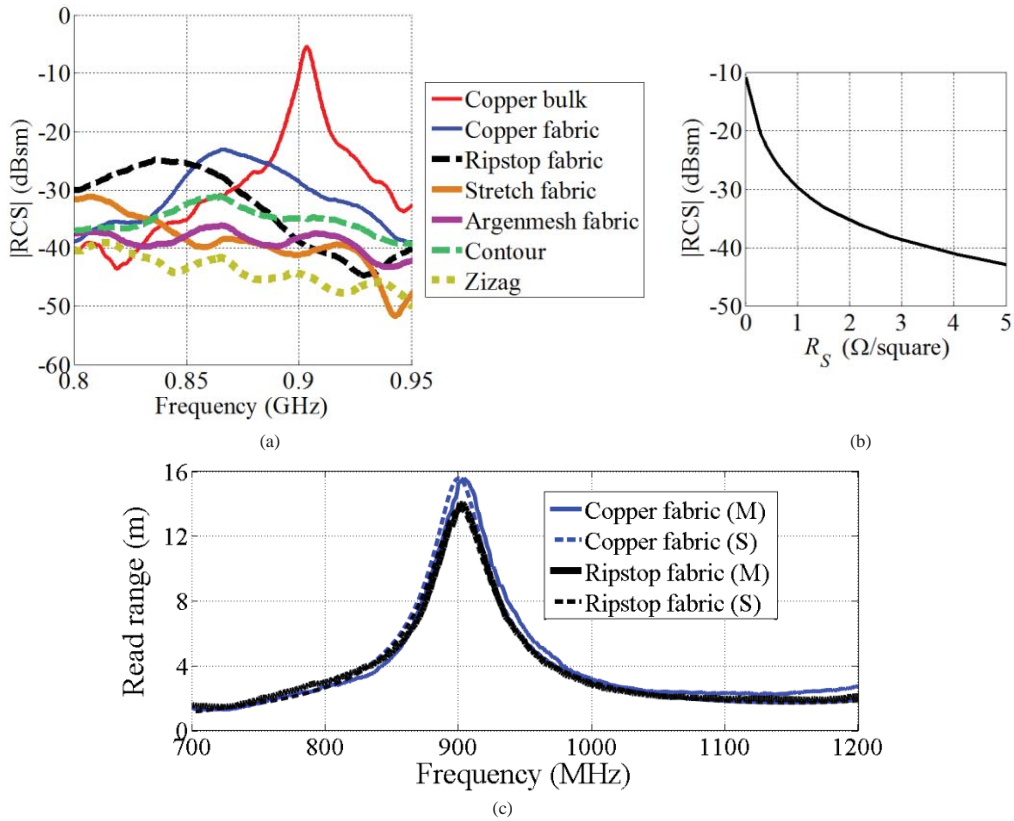 0
-10
-20
-30
-40
-50
-60
0.8
0.85
0.9
0.95
|RCS| (dBsm)
Frequency (GHz)
Copper bulk
Copper fabric
Ripstop fabric
Stretch fabric
Argenmesh fabric
Contour
Zizag
(a)
-10
-20
-30
-40
-50
0
1
2
3
4
5
|RCS| (dBsm)
R_S (Ω/square)
(b)
16
12
8
4
0
700
800
900
1000
1100
1200
Read range (m)
Frequency (MHz)
Copper fabric (M)
Copper fabric (S)
Ripstop fabric (M)
Ripstop fabric (S)
(c)